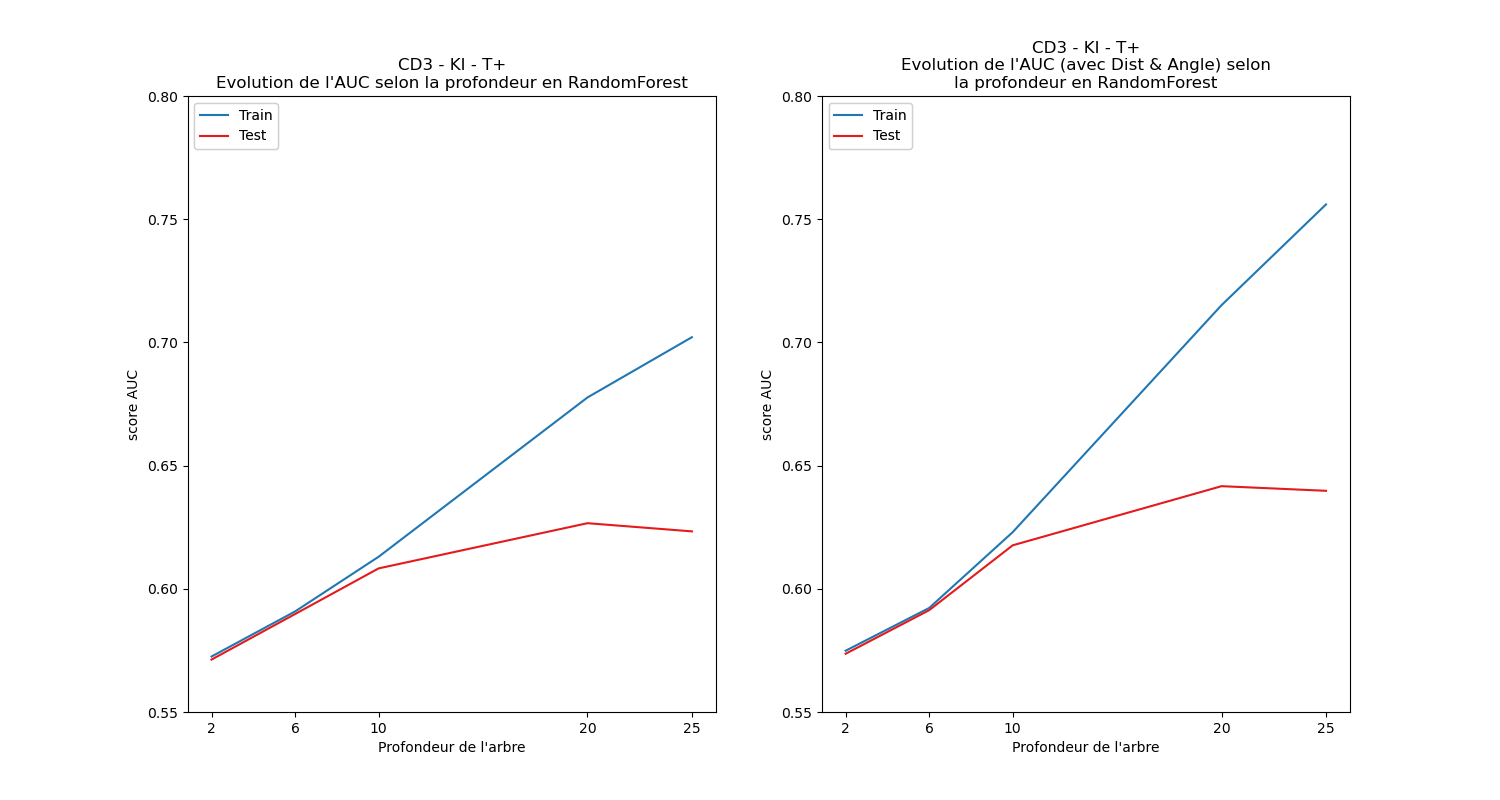 CD3 - KI - T+
Evolution de l'AUC selon la profondeur en RandomForest
0.80
0.75
0.70
0.65
0.60
0.55
score AUC
Train
Test
2 6 10 20 25
Profondeur de l'arbre
CD3 - KI - T+
Evolution de l'AUC (avec Dist & Angle) selon
la profondeur en RandomForest
0.80
0.75
0.70
0.65
0.60
0.55
score AUC
Train
Test
2 6 10 20 25
Profondeur de l'arbre